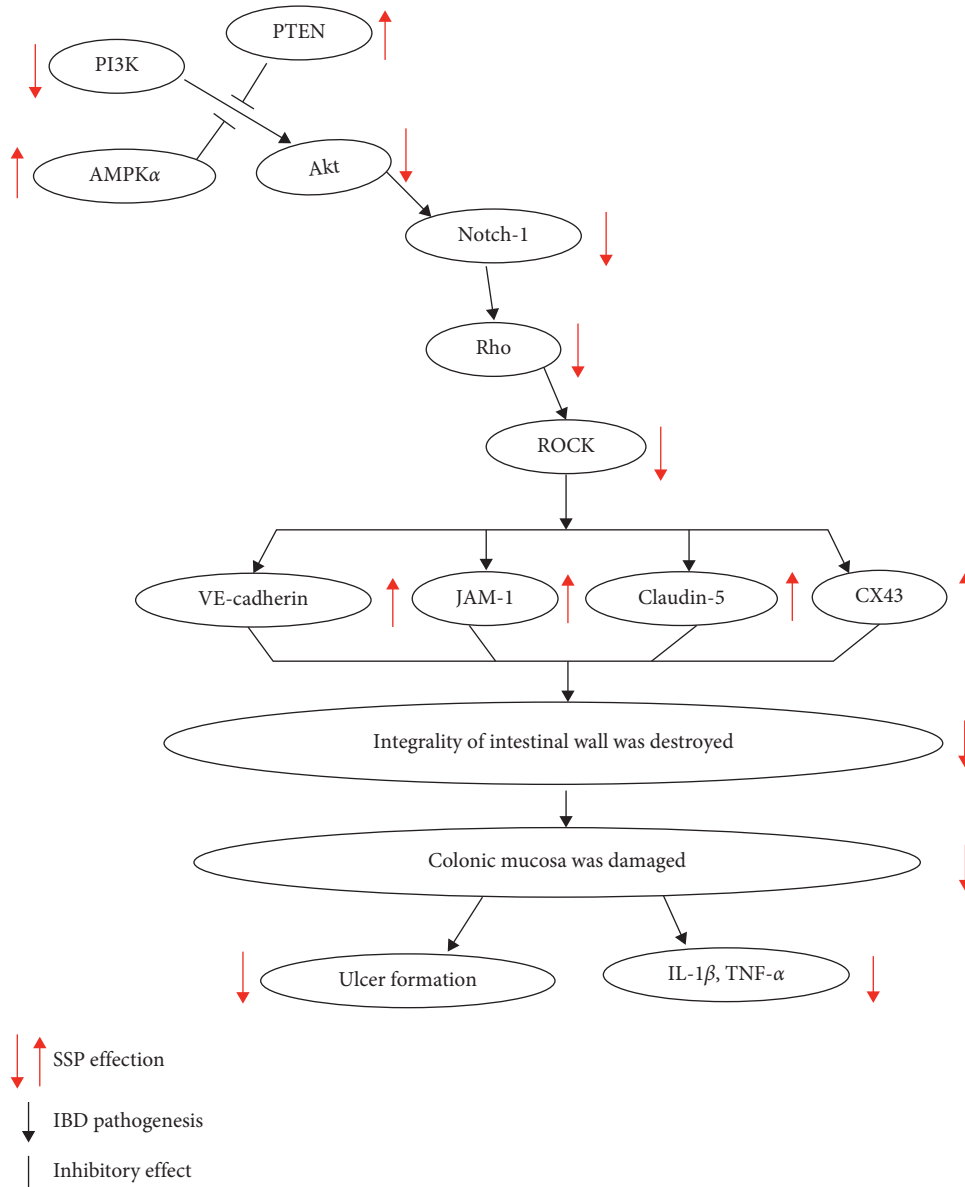 PTEN
PI3K
AMPKα
Akt
Notch-1
Rho
ROCK
VE-cadherin
JAM-1
Claudin-5
CX43
Integrality of intestinal wall was destroyed
Colonic mucosa was damaged
Ulcer formation
IL-1β, TNF-α
SSP effection
IBD pathogenesis
Inhibitory effect